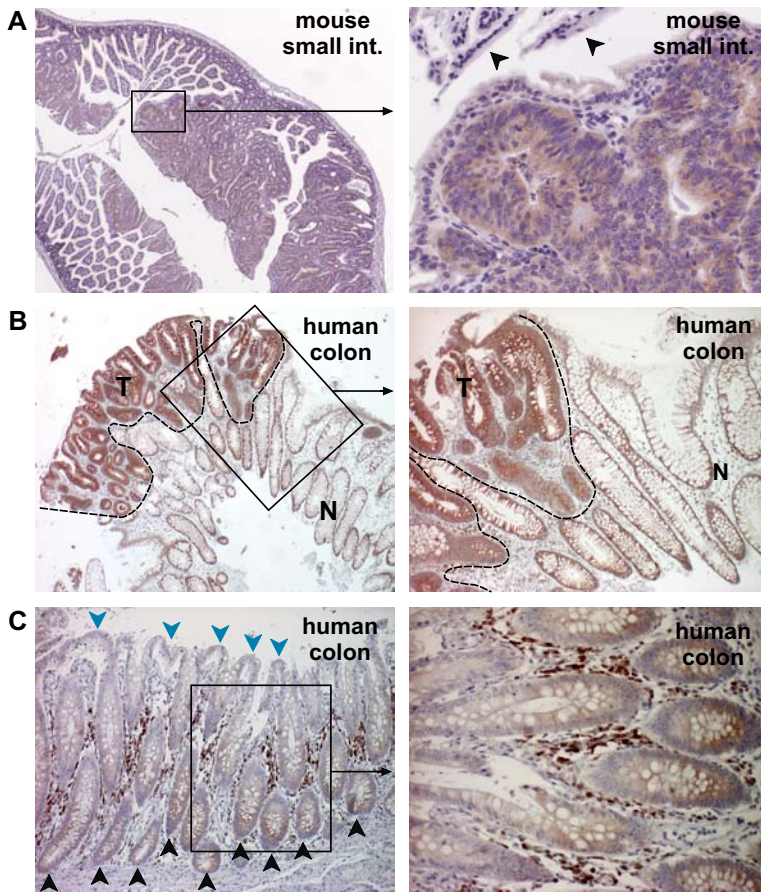 A
mouse
small int.
mouse
small int.
B
human
colon
T
N
human
colon
T
N
C
human
colon
human
colon